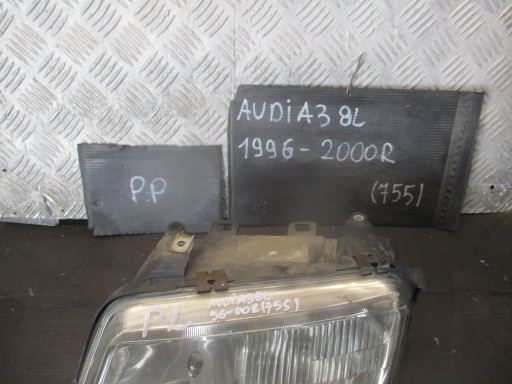 AUDi A3 8L
1996-2000R
(755)
P.P
T L
AUDi A3 8L
96-00R(755)